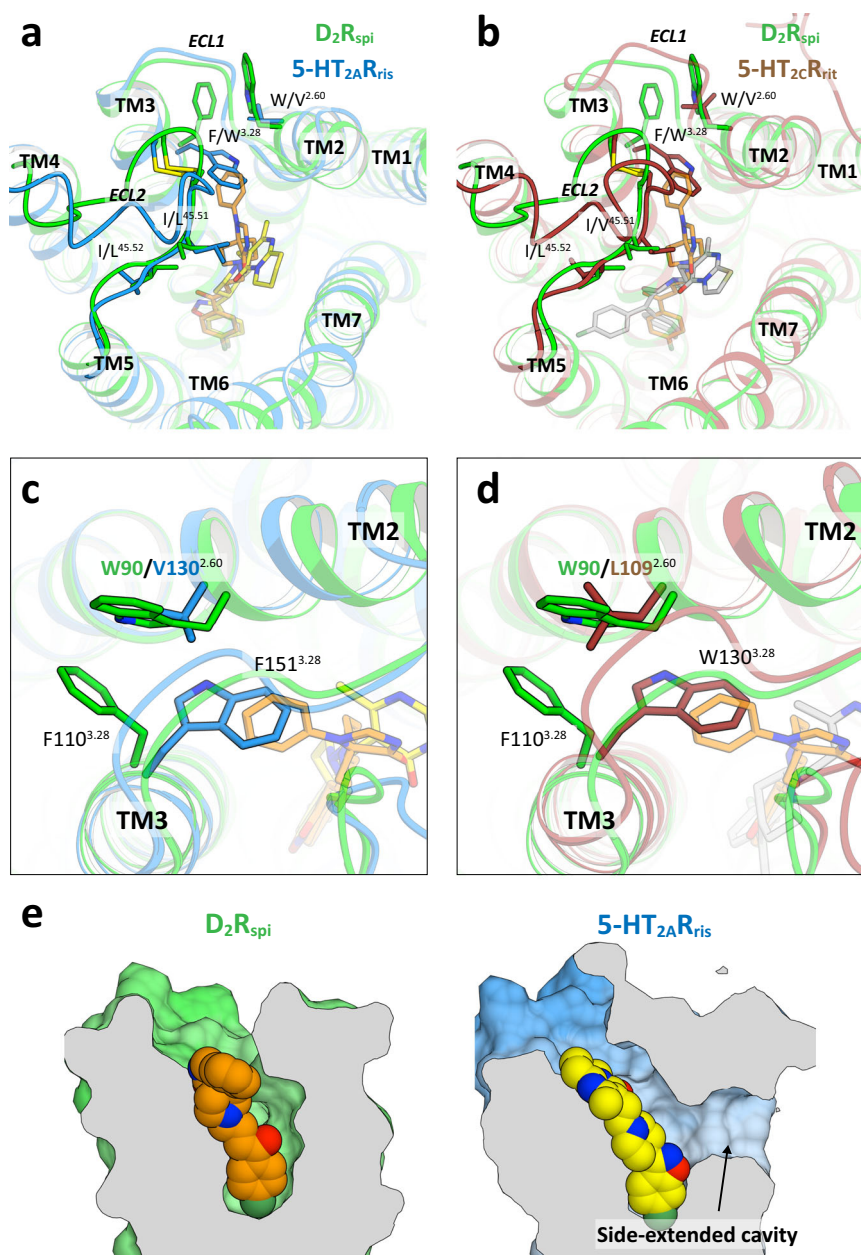 a
ECL1
D2Rspi
5-HT2ARris
W/V2.60
TM3
F/W3.28
TM2
TM1
TM4
ECL2
I/L45.51
I/L45.52
TM7
TM5
TM6
b
ECL1
D2Rspi
5-HT2CRrit
W/V2.60
TM3
F/W3.28
TM2
TM1
TM4
ECL2
I/V45.51
I/L45.52
TM7
TM5
TM6
c
TM2
W90/V1302.60
F1513.28
F1103.28
TM3
d
TM2
W90/L1092.60
W1303.28
F1103.28
TM3
e
D2Rspi
5-HT2ARris
Side-extended cavity